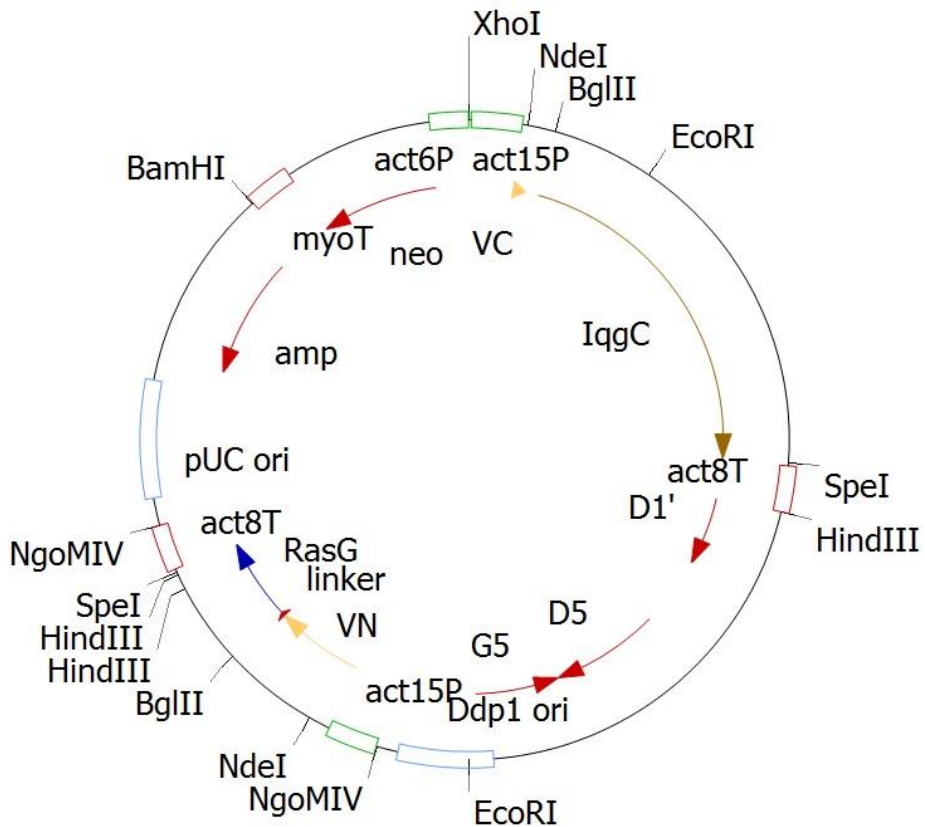 XhoI
NdeI
BglII
EcoRI
BamHI
act6P
act15P
myoT
neo
VC
IqgC
amp
act8T
pUC ori
D1'
SpeI
HindIII
act8T
NgoMIV
RasG
linker
SpeI
HindIII
HindIII
VN
D5
G5
BglII
act15P
Ddp1 ori
NdeI
NgoMIV
EcoRI